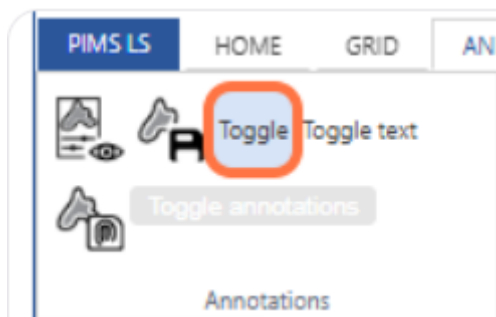 PIMS LS HOME GRID AN
Toggle Toggle text
Toggle annotations
Annotations